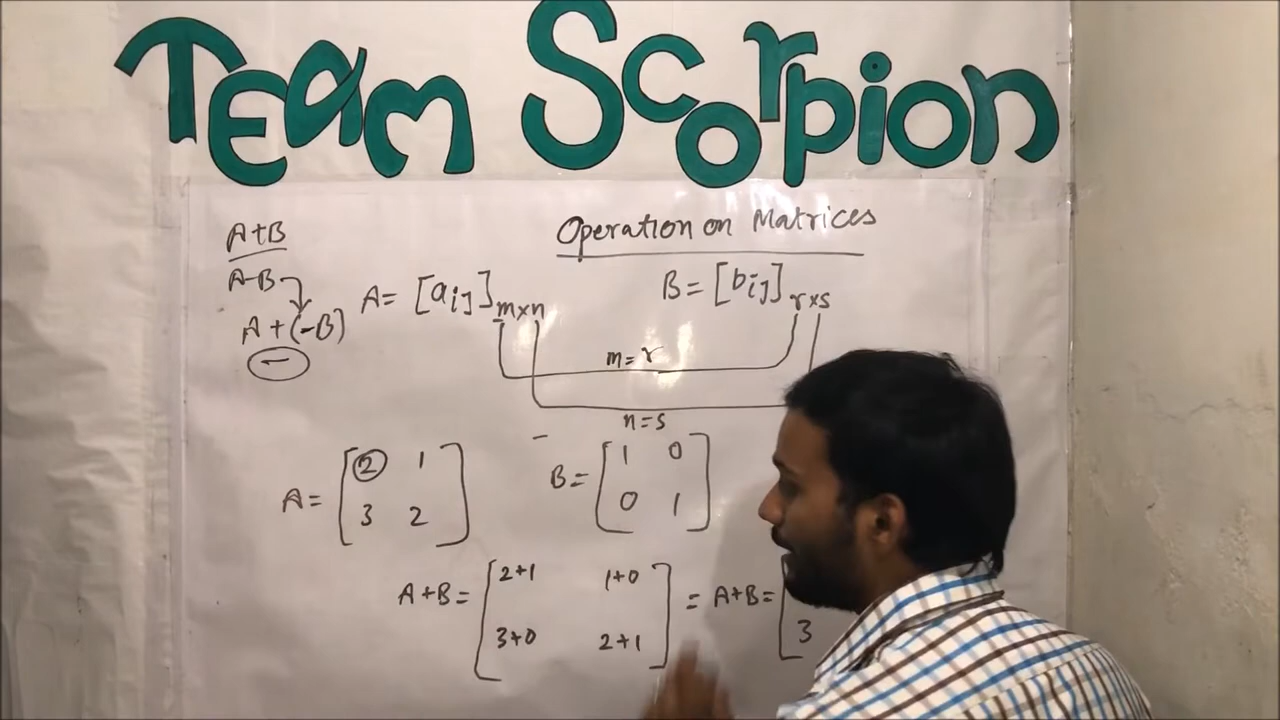 TEam Scorpion
Operation on Matrices
A+B
A-B
A+(-B)
-
A= [aij]m×n
B= [bij]r×s
m=r
n=s
A= [2 1
3 2]
B= [1 0
0 1]
A+B= [2+1 1+0
3+0 2+1]
= A+B= [
3